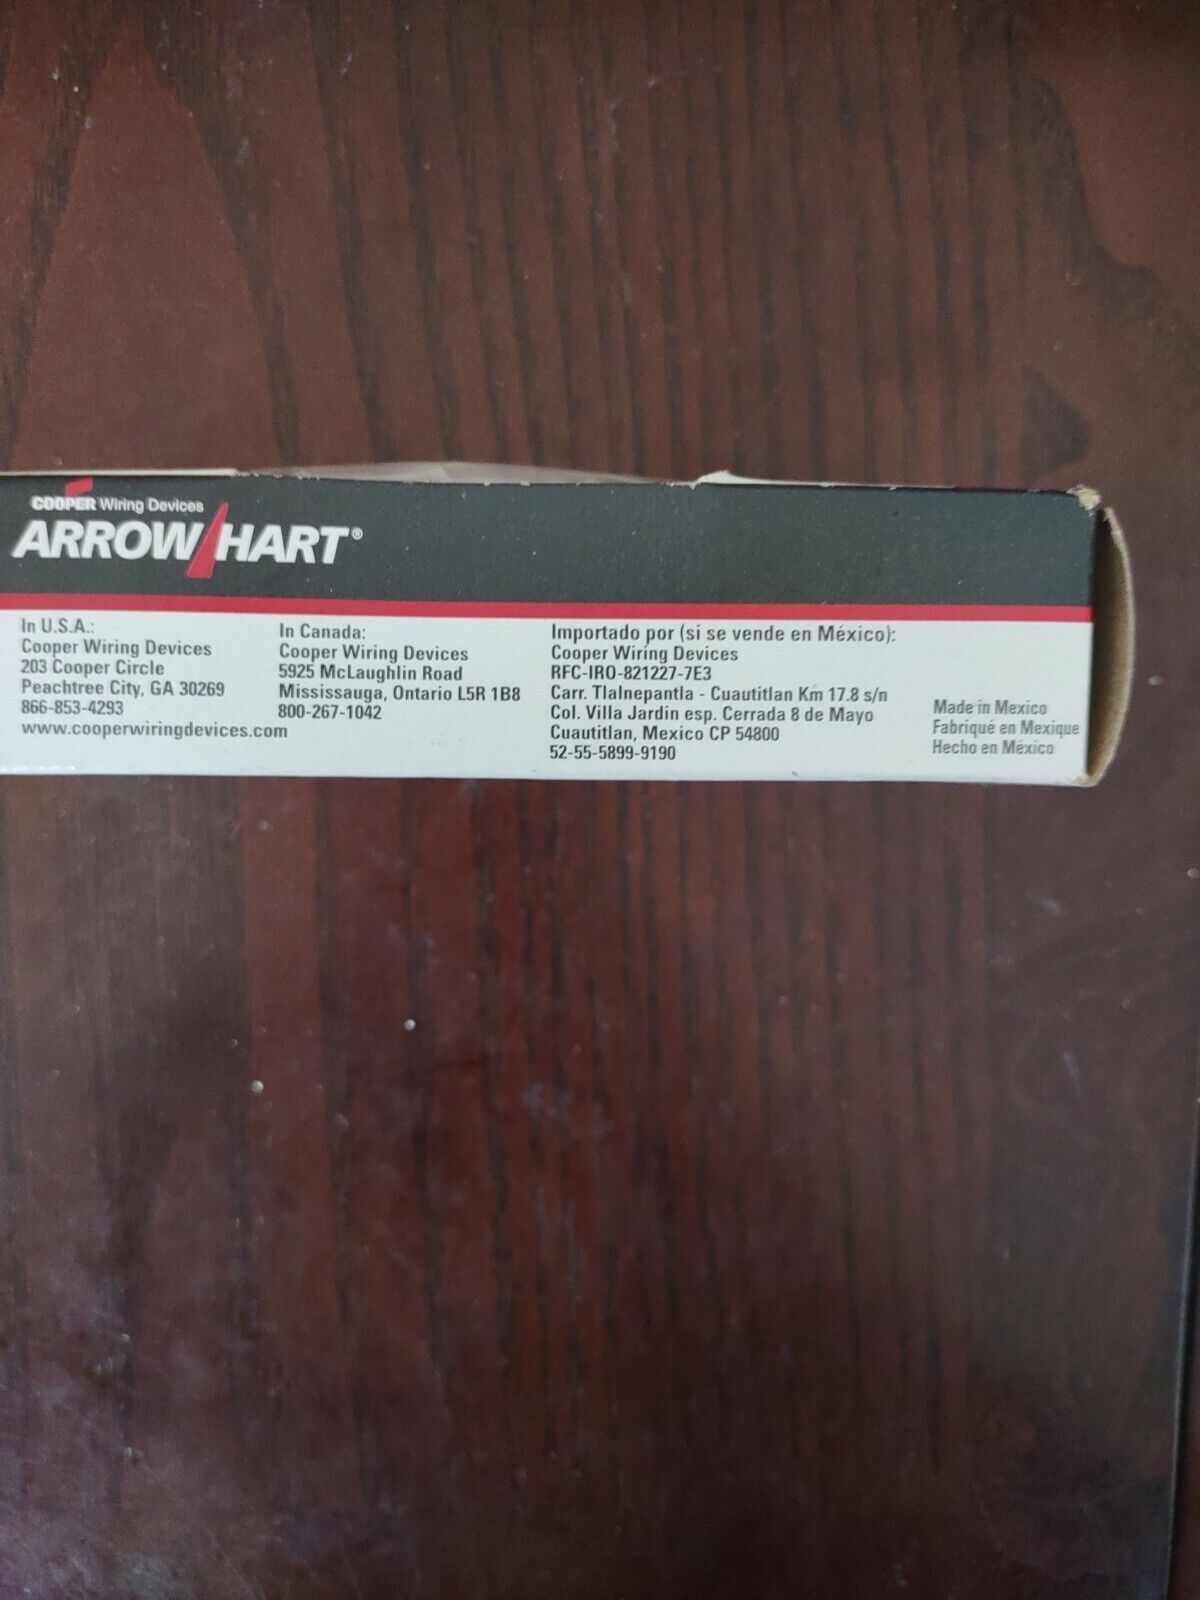 COOPER Wiring Devices
ARROW HART®
In U.S.A.:
Cooper Wiring Devices
203 Cooper Circle
Peachtree City, GA 30269
866-853-4293
www.cooperwiringdevices.com
In Canada:
Cooper Wiring Devices
5925 McLaughlin Road
Mississauga, Ontario L5R 1B8
800-267-1042
Importado por (si se vende en México):
Cooper Wiring Devices
RFC-IRO-821227-7E3
Carr. Tlalnepantla - Cuautitlan Km 17.8 s/n
Col. Villa Jardin esp. Cerrada 8 de Mayo
Cuautitlan, Mexico CP 54800
52-55-5899-9190
Made in Mexico
Fabriqué en Mexique
Hecho en México